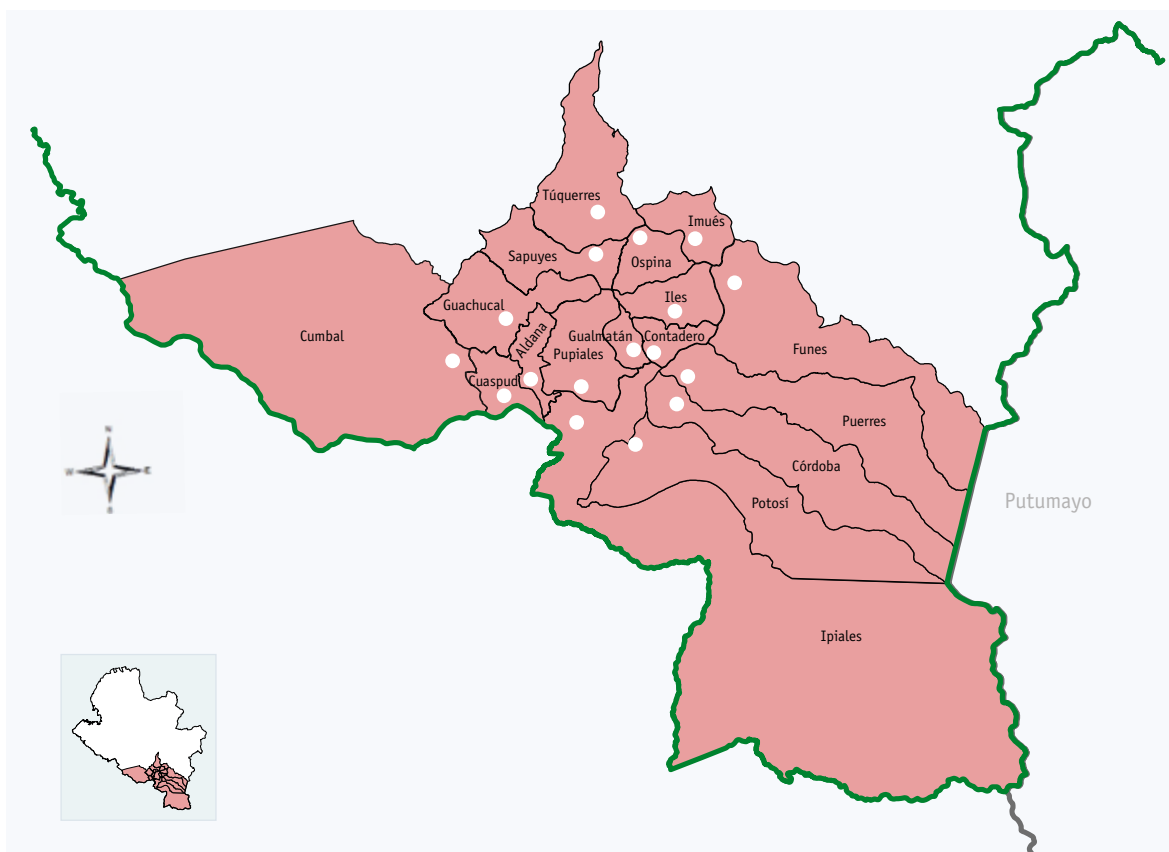 Túquerres
Imués
Sapuyes
Ospina
Iles
Guachucal
Cumbal
Aldana
Gualmatán
Contadero
Pupiales
Funes
Cuaspud
Puerres
Córdoba
Potosí
Putumayo
Ipiales
N
W
E
S